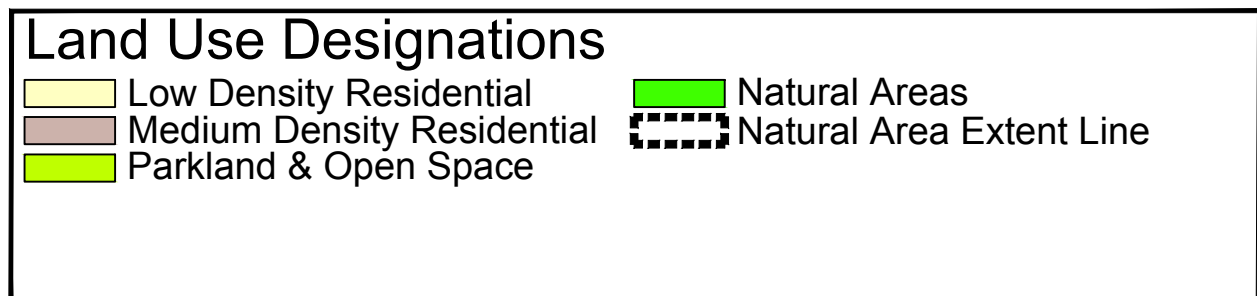 Land Use Designations
Low Density Residential
Medium Density Residential
Parkland & Open Space
Natural Areas
Natural Area Extent Line